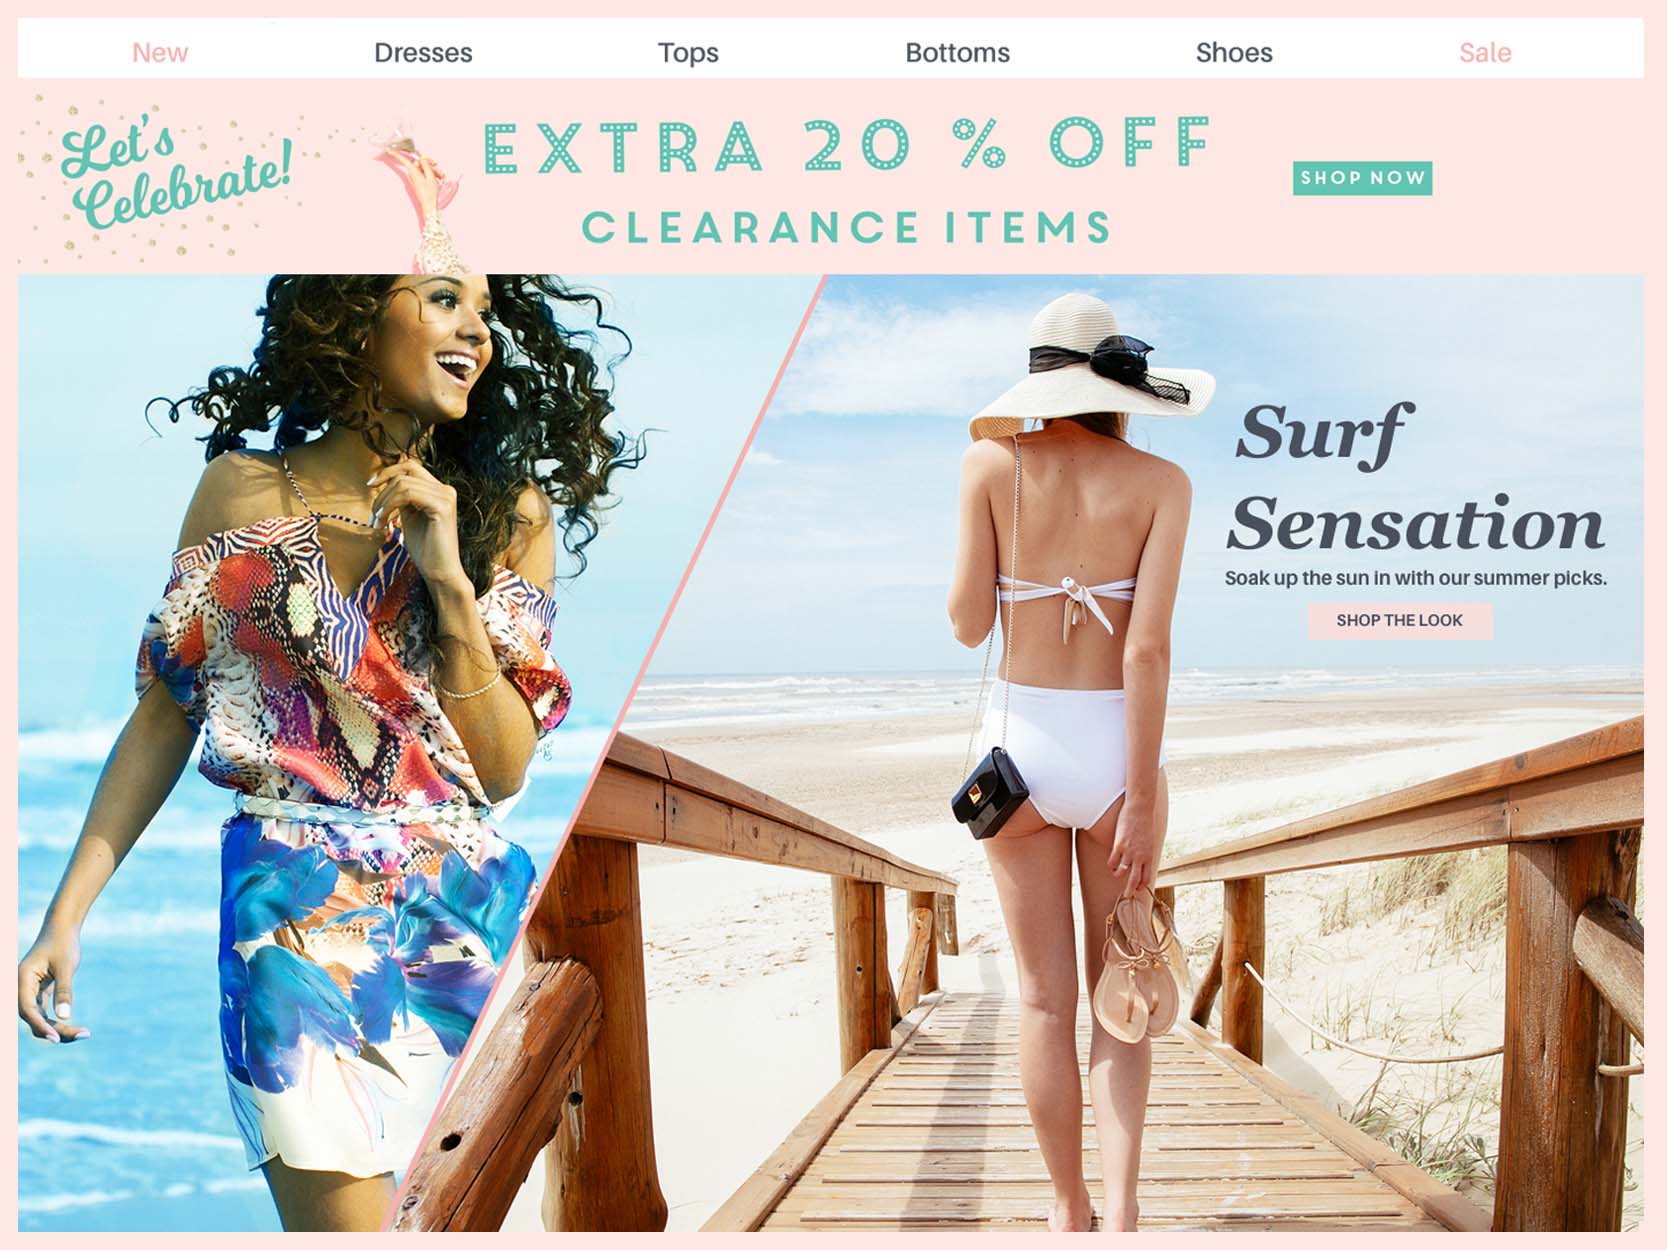 New Dresses Tops Bottoms Shoes Sale
Let's
Celebrate!
EXTRA 20 % OFF
CLEARANCE ITEMS
SHOP NOW
Surf
Sensation
Soak up the sun in with our summer picks.
SHOP THE LOOK